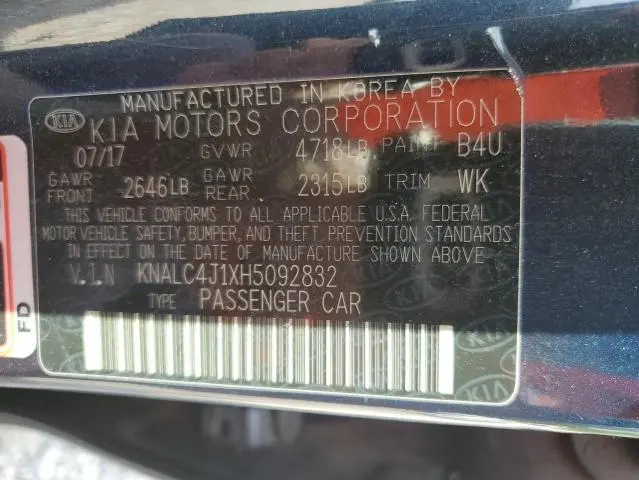 MANUFACTURED IN KOREA BY
KIA KIA MOTORS CORPORATION
07/17 GVWR 4718LB PAINT B4U
GAWR FRONT 2646LB GAWR REAR 2315LB TRIM WK
THIS VEHICLE CONFORMS TO ALL APPLICABLE U.S.A. FEDERAL
MOTOR VEHICLE SAFETY, BUMPER, AND THEFT PREVENTION STANDARDS
IN EFFECT ON THE DATE OF MANUFACTURE SHOWN ABOVE
V.I.N KNALC4J1XH5092832
TYPE PASSENGER CAR
FD
KIA